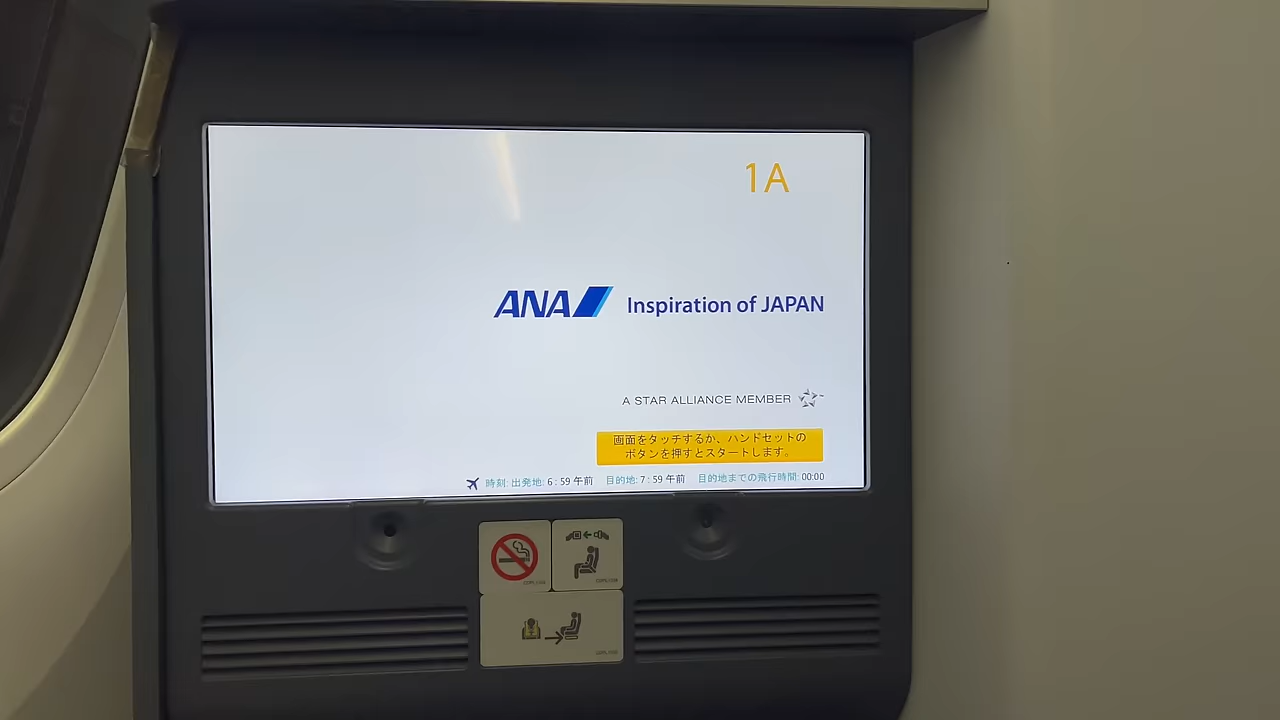 1A
ANA Inspiration of JAPAN
A STAR ALLIANCE MEMBER
画面をタッチするか、ハンドセットの
ボタンを押すとスタートします。
時刻: 出発地: 6 : 59 午前 目的地: 7 : 59 午前 目的地までの飛行時間: 00:00